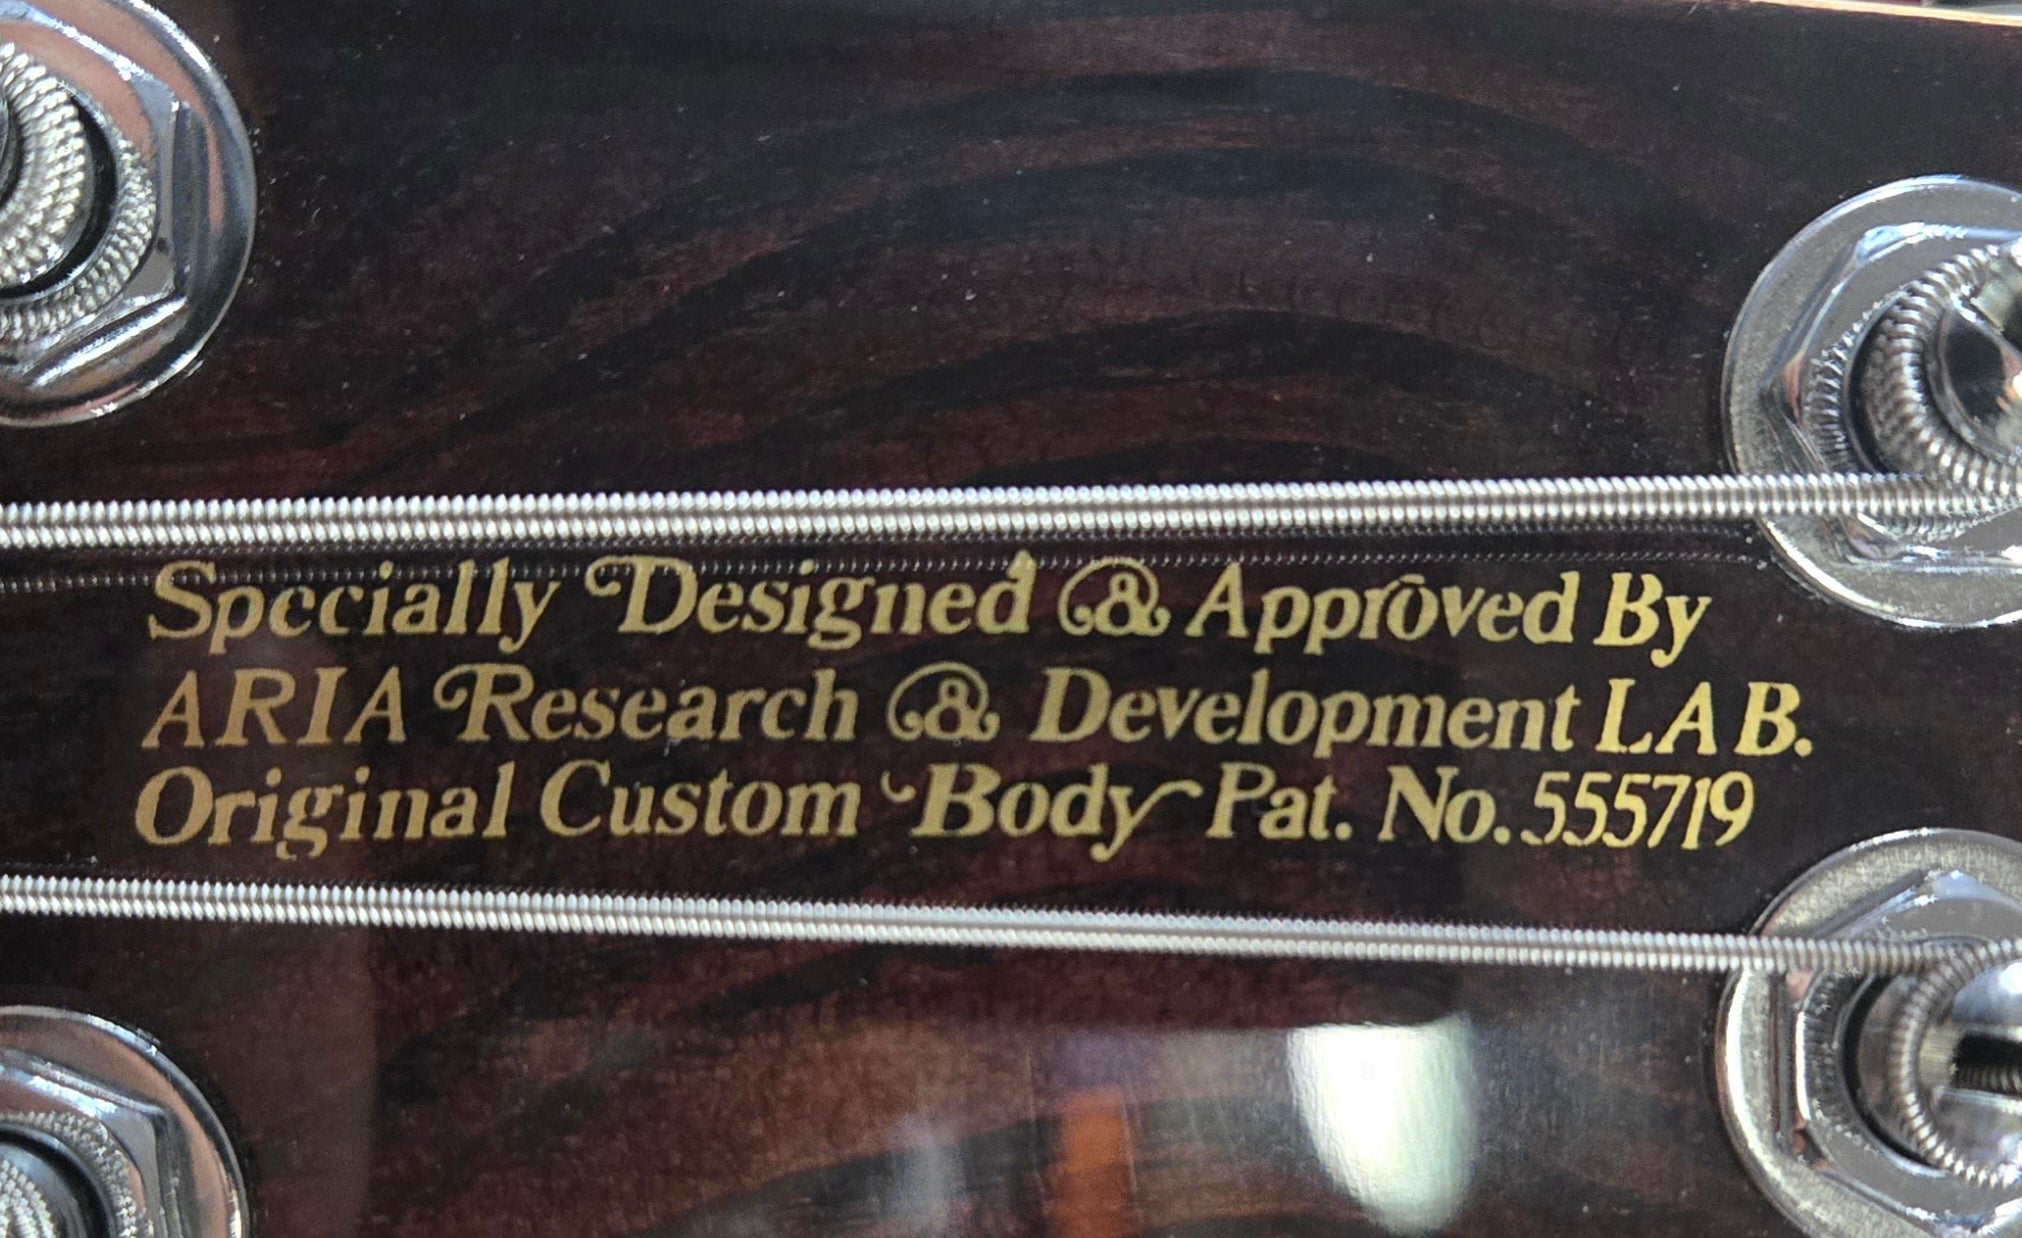 Specially Designed & Approved By
ARIA Research & Development LAB.
Original Custom Body Pat. No. 555719